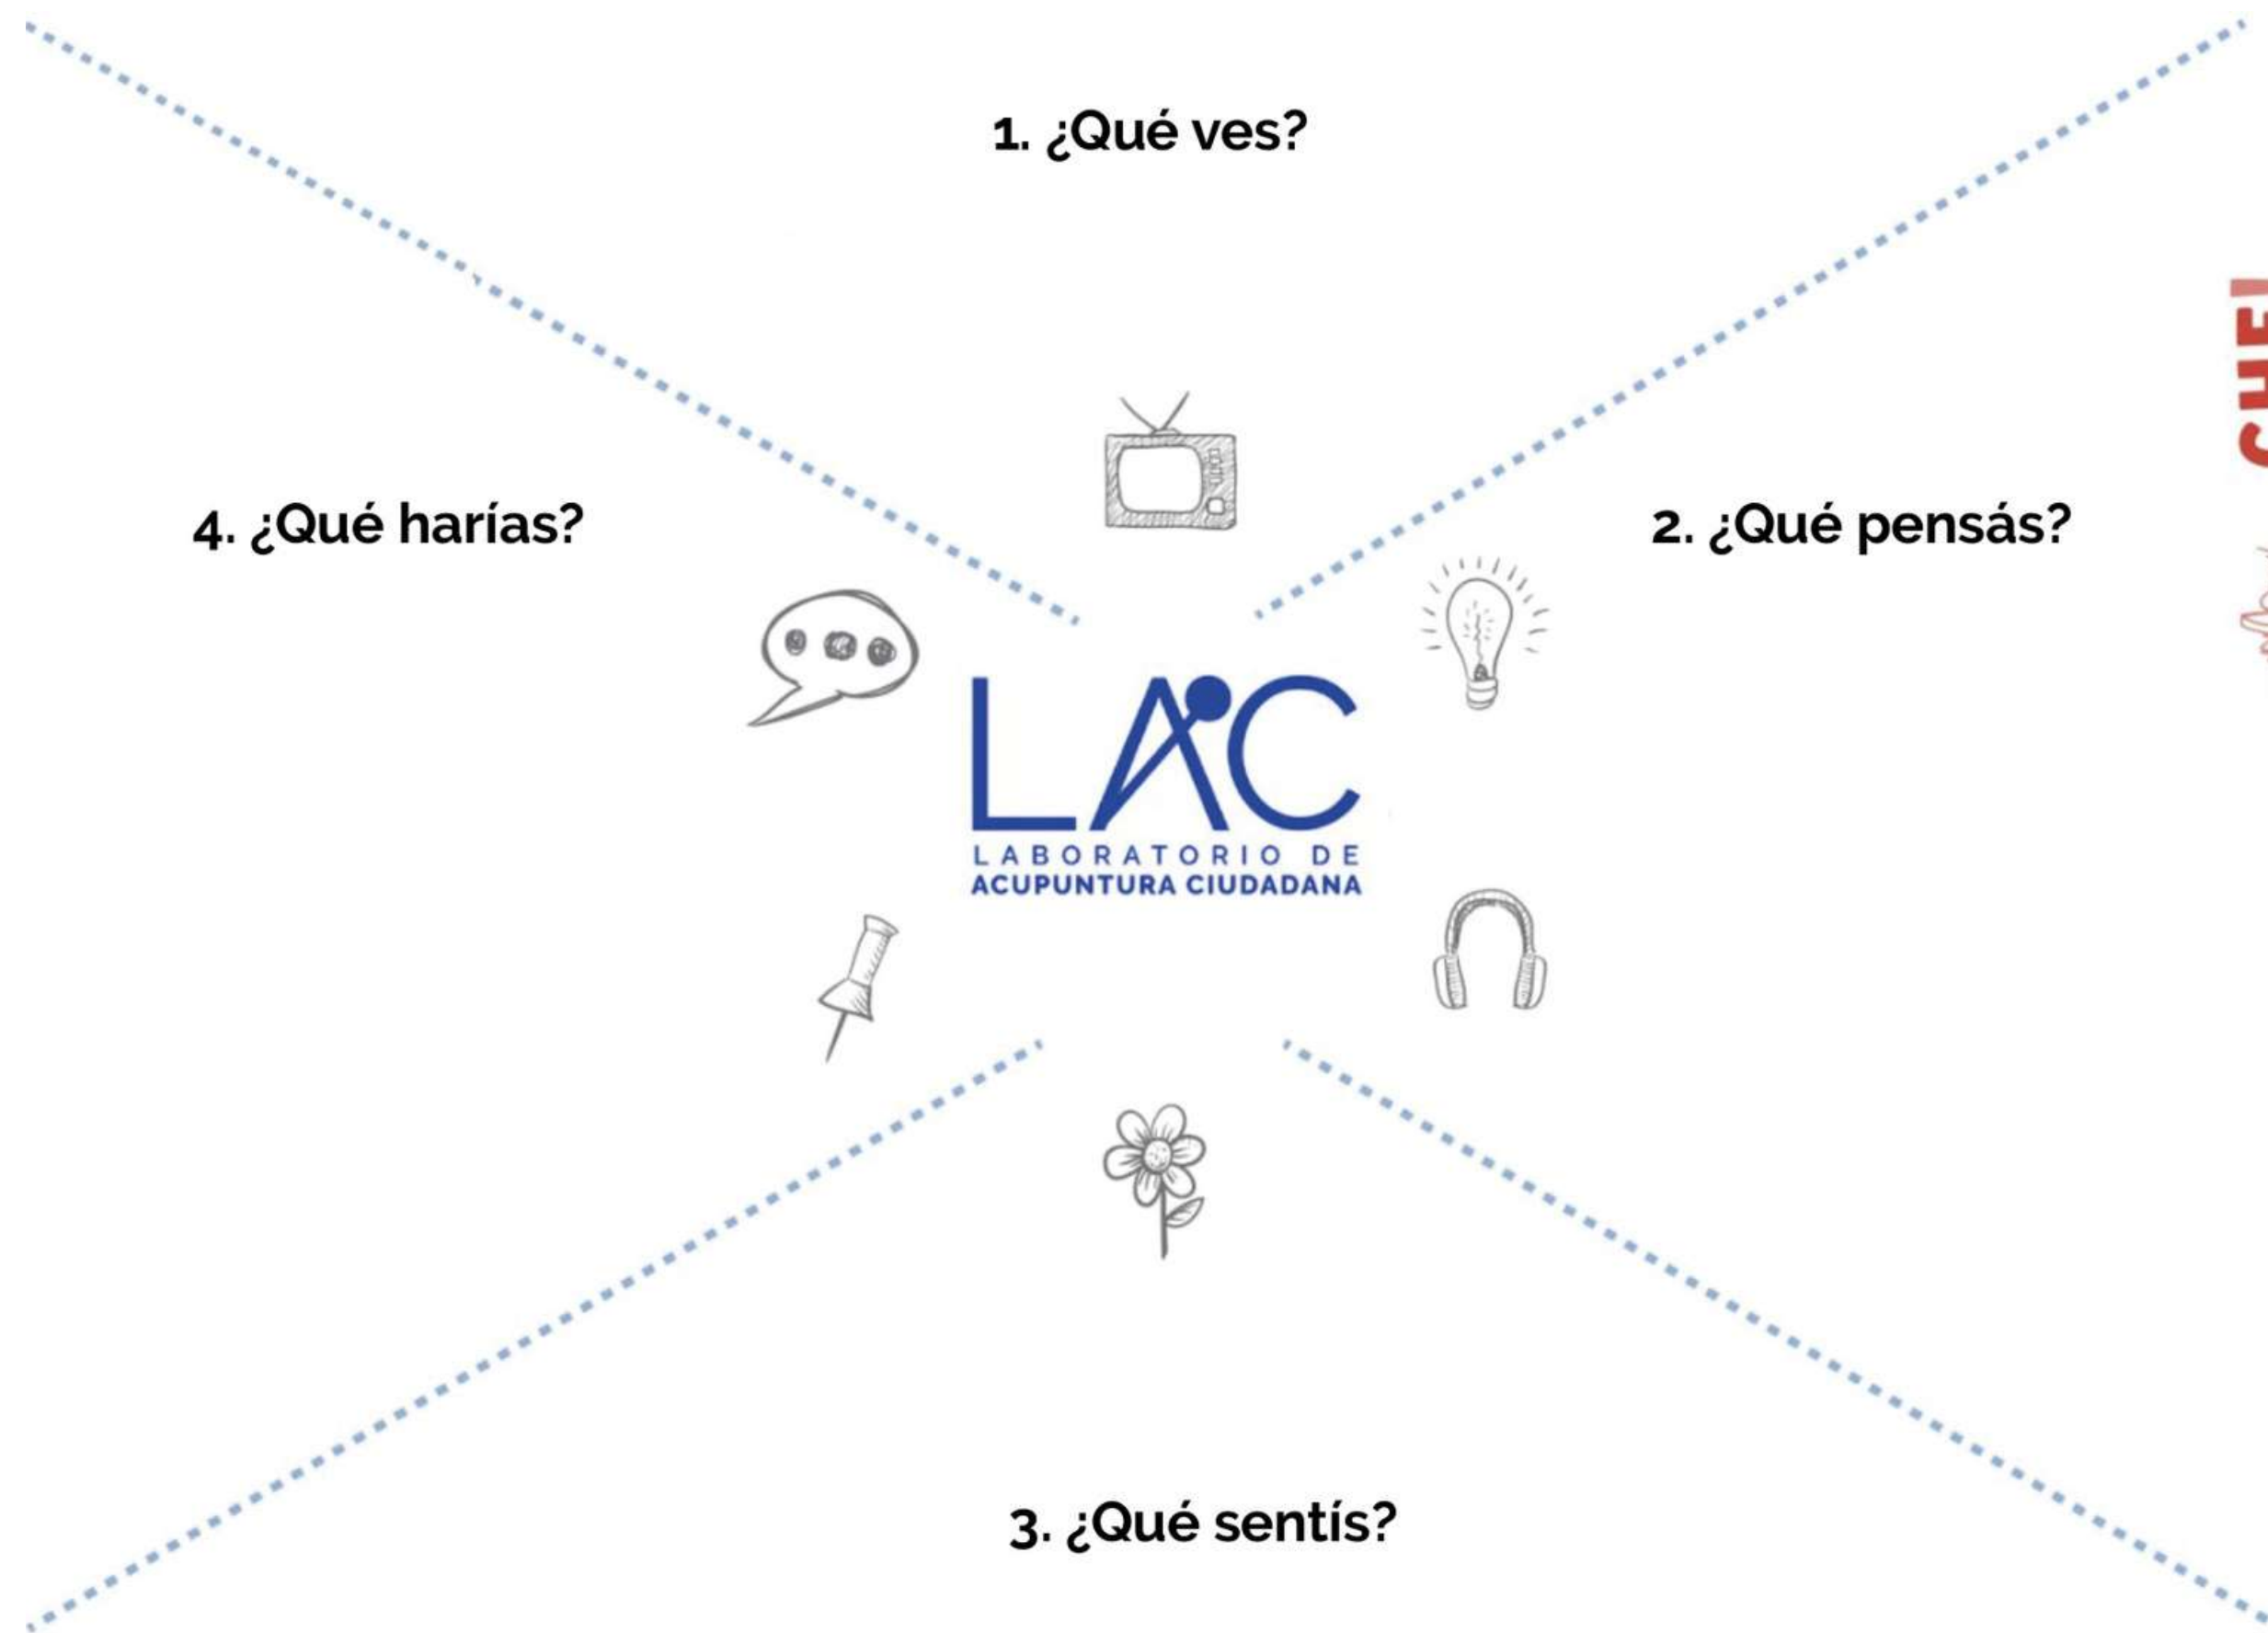 1. ¿Qué ves?
4. ¿Qué harías?
2. ¿Qué pensás?
LAC
LABORATORIO DE
ACUPUNTURA CIUDADANA
3. ¿Qué sentís?